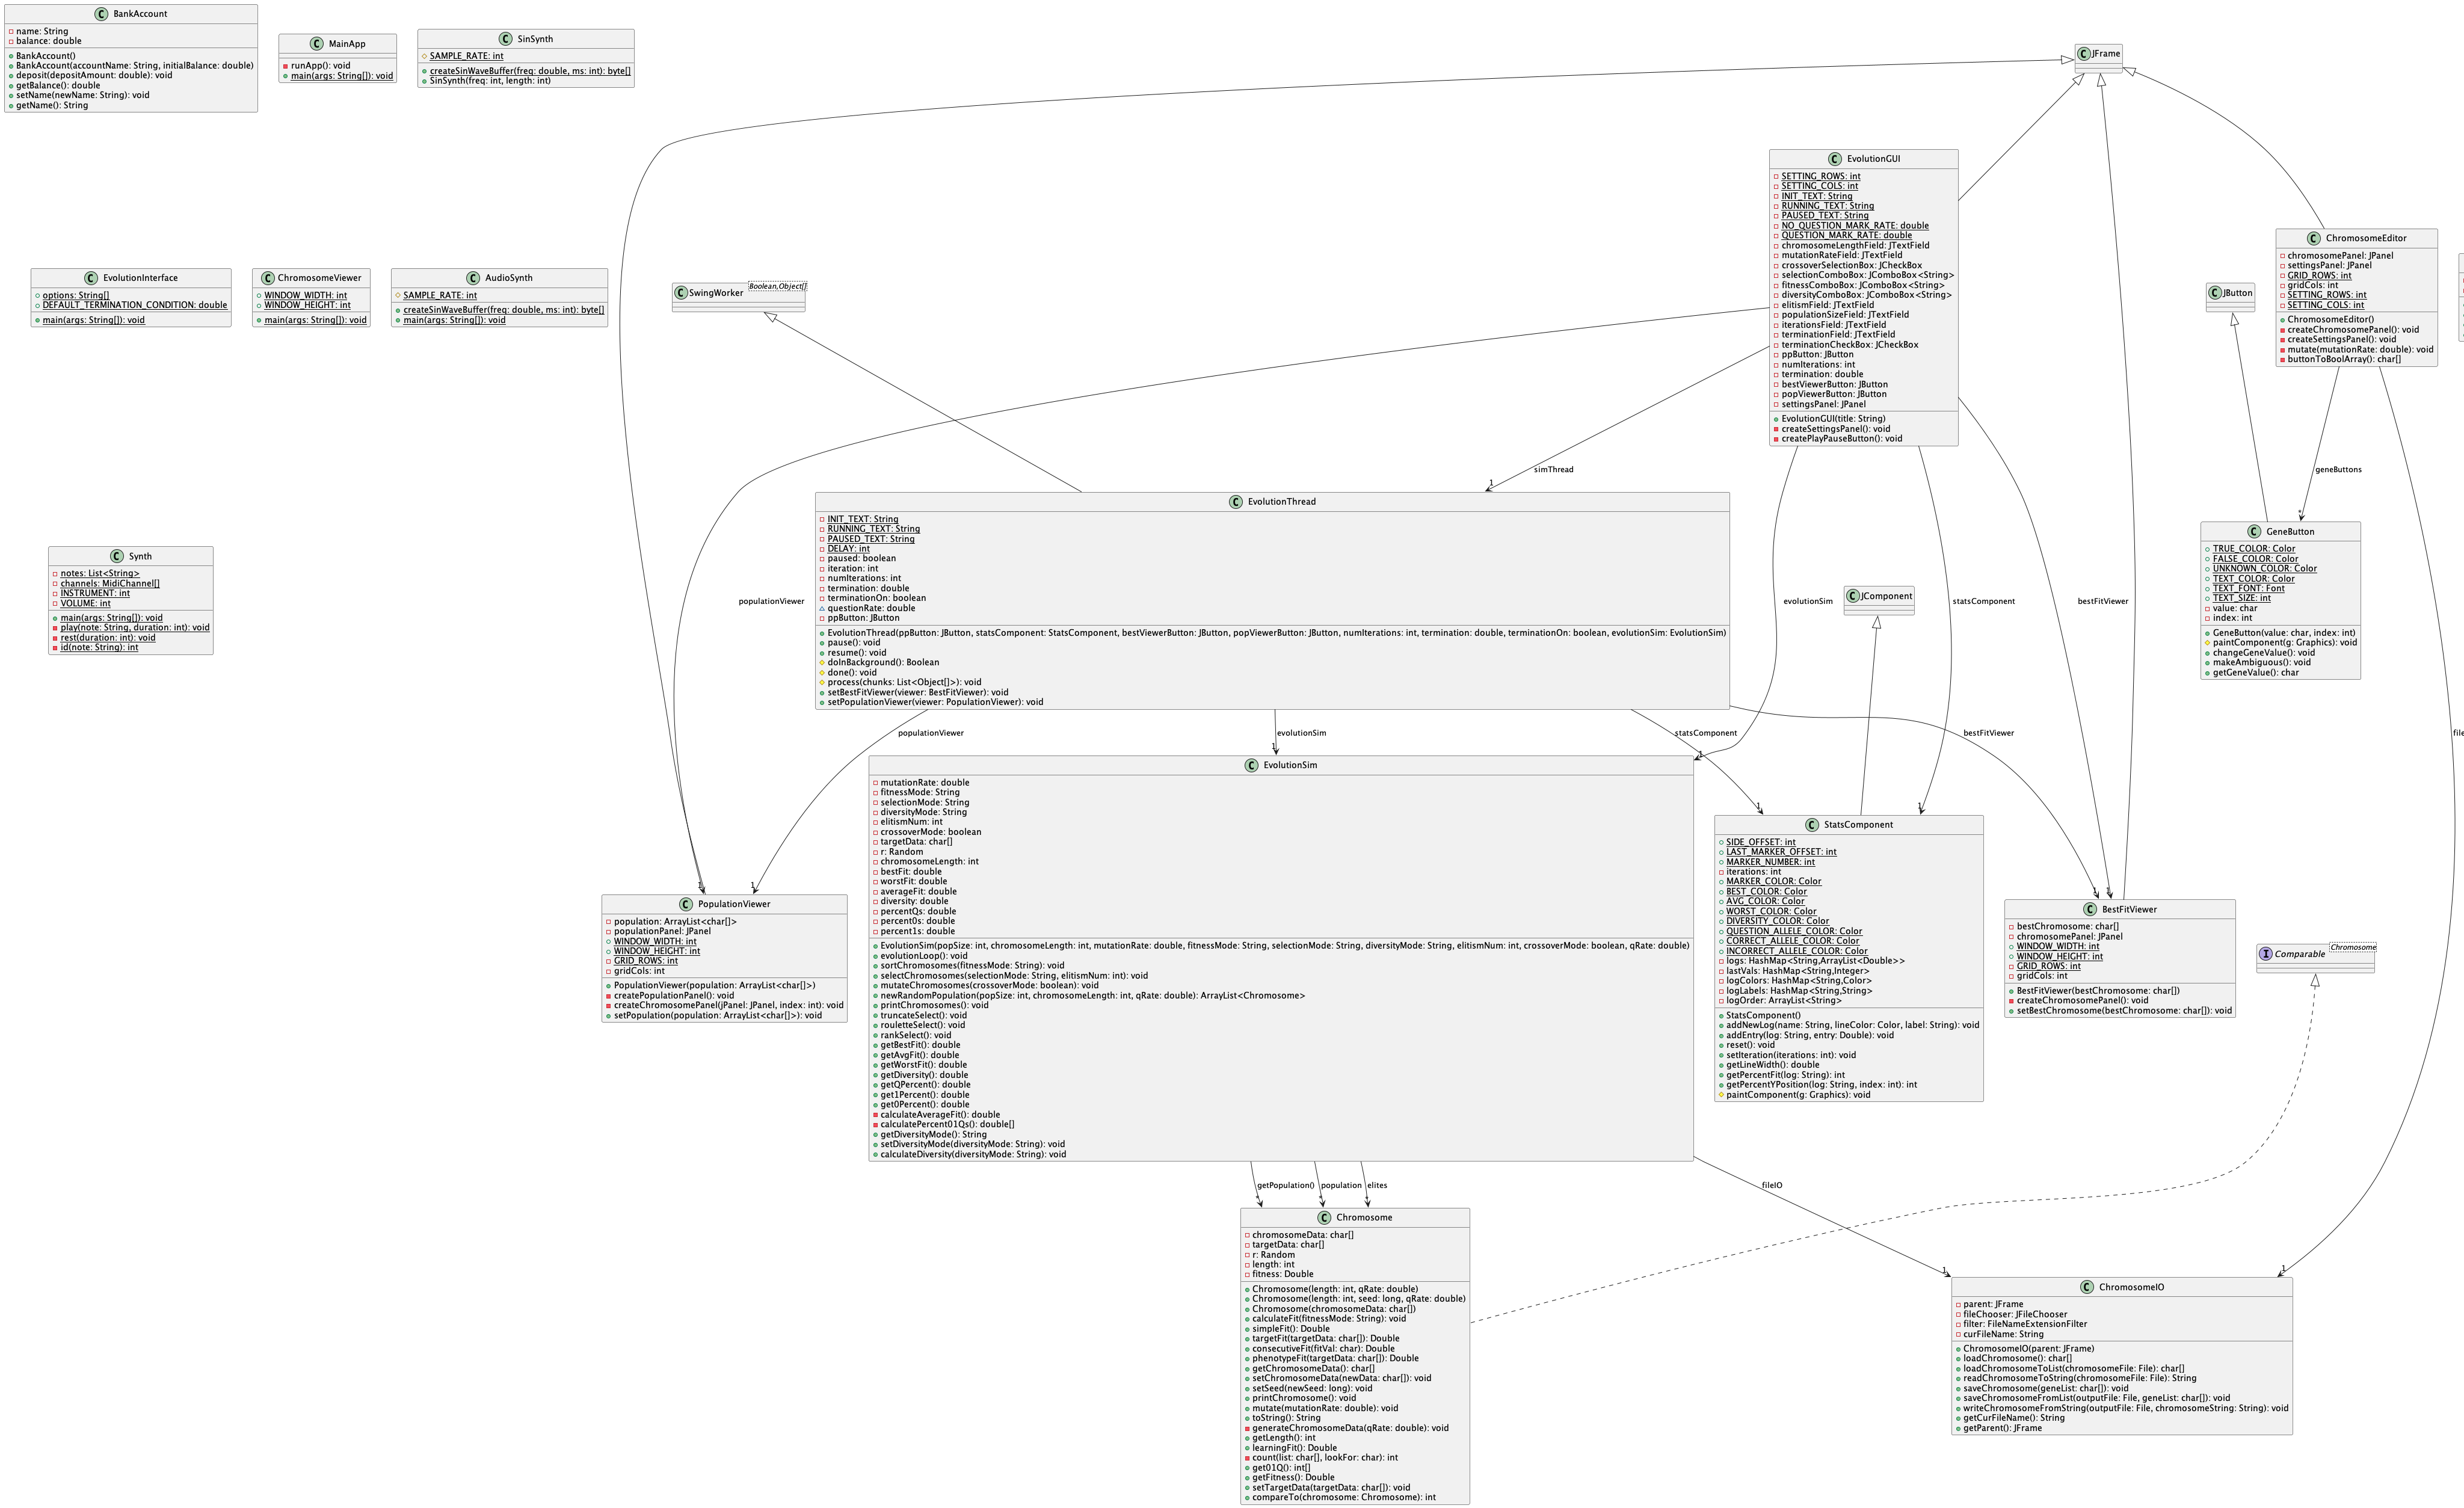 BankAccount
name: String
balance: double
BankAccount()
BankAccount(accountName: String, initialBalance: double)
deposit(depositAmount: double): void
getBalance(): double
setName(newName: String): void
getName(): String
MainApp
runApp(): void
main(args: String[]): void
SinSynth
SAMPLE_RATE: int
createSinWaveBuffer(freq: double, ms: int): byte[]
SinSynth(freq: int, length: int)
JFrame
EvolutionInterface
options: String[]
DEFAULT_TERMINATION_CONDITION: double
main(args: String[]): void
ChromosomeViewer
WINDOW_WIDTH: int
WINDOW_HEIGHT: int
main(args: String[]): void
AudioSynth
SAMPLE_RATE: int
createSinWaveBuffer(freq: double, ms: int): byte[]
main(args: String[]): void
SwingWorker
Boolean,Object[]
EvolutionGUI
SETTING_ROWS: int
SETTING_COLS: int
INIT_TEXT: String
RUNNING_TEXT: String
PAUSED_TEXT: String
NO_QUESTION_MARK_RATE: double
QUESTION_MARK_RATE: double
chromosomeLengthField: JTextField
mutationRateField: JTextField
crossoverSelectionBox: JCheckBox
selectionComboBox: JComboBox<String>
fitnessComboBox: JComboBox<String>
diversityComboBox: JComboBox<String>
elitismField: JTextField
populationSizeField: JTextField
iterationsField: JTextField
terminationField: JTextField
terminationCheckBox: JCheckBox
ppButton: JButton
numIterations: int
termination: double
bestViewerButton: JButton
popViewerButton: JButton
settingsPanel: JPanel
EvolutionGUI(title: String)
createSettingsPanel(): void
createPlayPauseButton(): void
JButton
ChromosomeEditor
chromosomePanel: JPanel
settingsPanel: JPanel
GRID_ROWS: int
gridCols: int
SETTING_ROWS: int
SETTING_COLS: int
ChromosomeEditor()
createChromosomePanel(): void
createSettingsPanel(): void
mutate(mutationRate: double): void
buttonToBoolArray(): char[]
simThread
1
geneButtons
*
Synth
notes: List<String>
channels: MidiChannel[]
INSTRUMENT: int
VOLUME: int
main(args: String[]): void
play(note: String, duration: int): void
rest(duration: int): void
id(note: String): int
populationViewer
EvolutionThread
INIT_TEXT: String
RUNNING_TEXT: String
PAUSED_TEXT: String
DELAY: int
paused: boolean
iteration: int
numIterations: int
termination: double
terminationOn: boolean
questionRate: double
ppButton: JButton
EvolutionThread(ppButton: JButton, statsComponent: StatsComponent, bestViewerButton: JButton, popViewerButton: JButton, numIterations: int, termination: double, terminationOn: boolean, evolutionSim: EvolutionSim)
pause(): void
resume(): void
doInBackground(): Boolean
done(): void
process(chunks: List<Object[]>): void
setBestFitViewer(viewer: BestFitViewer): void
setPopulationViewer(viewer: PopulationViewer): void
evolutionSim
JComponent
statsComponent
bestFitViewer
GeneButton
TRUE_COLOR: Color
FALSE_COLOR: Color
UNKNOWN_COLOR: Color
TEXT_COLOR: Color
TEXT_FONT: Font
TEXT_SIZE: int
value: char
index: int
GeneButton(value: char, index: int)
paintComponent(g: Graphics): void
changeGeneValue(): void
makeAmbiguous(): void
getGeneValue(): char
populationViewer
evolutionSim
statsComponent
bestFitViewer
file
1
1
1
1
1
1
1
1
PopulationViewer
population: ArrayList<char[]>
populationPanel: JPanel
WINDOW_WIDTH: int
WINDOW_HEIGHT: int
GRID_ROWS: int
gridCols: int
PopulationViewer(population: ArrayList<char[]>)
createPopulationPanel(): void
createChromosomePanel(jPanel: JPanel, index: int): void
setPopulation(population: ArrayList<char[]>): void
EvolutionSim
mutationRate: double
fitnessMode: String
selectionMode: String
diversityMode: String
elitismNum: int
crossoverMode: boolean
targetData: char[]
r: Random
chromosomeLength: int
bestFit: double
worstFit: double
averageFit: double
diversity: double
percentQs: double
percent0s: double
percent1s: double
EvolutionSim(popSize: int, chromosomeLength: int, mutationRate: double, fitnessMode: String, selectionMode: String, diversityMode: String, elitismNum: int, crossoverMode: boolean, qRate: double)
evolutionLoop(): void
sortChromosomes(fitnessMode: String): void
selectChromosomes(selectionMode: String, elitismNum: int): void
mutateChromosomes(crossoverMode: boolean): void
newRandomPopulation(popSize: int, chromosomeLength: int, qRate: double): ArrayList<Chromosome>
printChromosomes(): void
truncateSelect(): void
rouletteSelect(): void
rankSelect(): void
getBestFit(): double
getAvgFit(): double
getWorstFit(): double
getDiversity(): double
getQPercent(): double
get1Percent(): double
get0Percent(): double
calculateAverageFit(): double
calculatePercent01Qs(): double[]
getDiversityMode(): String
setDiversityMode(diversityMode: String): void
calculateDiversity(diversityMode: String): void
StatsComponent
SIDE_OFFSET: int
LAST_MARKER_OFFSET: int
MARKER_NUMBER: int
iterations: int
MARKER_COLOR: Color
BEST_COLOR: Color
AVG_COLOR: Color
WORST_COLOR: Color
DIVERSITY_COLOR: Color
QUESTION_ALLELE_COLOR: Color
CORRECT_ALLELE_COLOR: Color
INCORRECT_ALLELE_COLOR: Color
logs: HashMap<String,ArrayList<Double>>
lastVals: HashMap<String,Integer>
logColors: HashMap<String,Color>
logLabels: HashMap<String,String>
logOrder: ArrayList<String>
StatsComponent()
addNewLog(name: String, lineColor: Color, label: String): void
addEntry(log: String, entry: Double): void
reset(): void
setIteration(iterations: int): void
getLineWidth(): double
getPercentFit(log: String): int
getPercentYPosition(log: String, index: int): int
paintComponent(g: Graphics): void
BestFitViewer
bestChromosome: char[]
chromosomePanel: JPanel
WINDOW_WIDTH: int
WINDOW_HEIGHT: int
GRID_ROWS: int
gridCols: int
BestFitViewer(bestChromosome: char[])
createChromosomePanel(): void
setBestChromosome(bestChromosome: char[]): void
Comparable
Chromosome
getPopulation()
population
elites
fileIO
*
*
*
1
1
Chromosome
chromosomeData: char[]
targetData: char[]
r: Random
length: int
fitness: Double
Chromosome(length: int, qRate: double)
Chromosome(length: int, seed: long, qRate: double)
Chromosome(chromosomeData: char[])
calculateFit(fitnessMode: String): void
simpleFit(): Double
targetFit(targetData: char[]): Double
consecutiveFit(fitVal: char): Double
phenotypeFit(targetData: char[]): Double
getChromosomeData(): char[]
setChromosomeData(newData: char[]): void
setSeed(newSeed: long): void
printChromosome(): void
mutate(mutationRate: double): void
toString(): String
generateChromosomeData(qRate: double): void
getLength(): int
learningFit(): Double
count(list: char[], lookFor: char): int
get01Q(): int[]
getFitness(): Double
setTargetData(targetData: char[]): void
compareTo(chromosome: Chromosome): int
ChromosomeIO
parent: JFrame
fileChooser: JFileChooser
filter: FileNameExtensionFilter
curFileName: String
ChromosomeIO(parent: JFrame)
loadChromosome(): char[]
loadChromosomeToList(chromosomeFile: File): char[]
readChromosomeToString(chromosomeFile: File): String
saveChromosome(geneList: char[]): void
saveChromosomeFromList(outputFile: File, geneList: char[]): void
writeChromosomeFromString(outputFile: File, chromosomeString: String): void
getCurFileName(): String
getParent(): JFrame